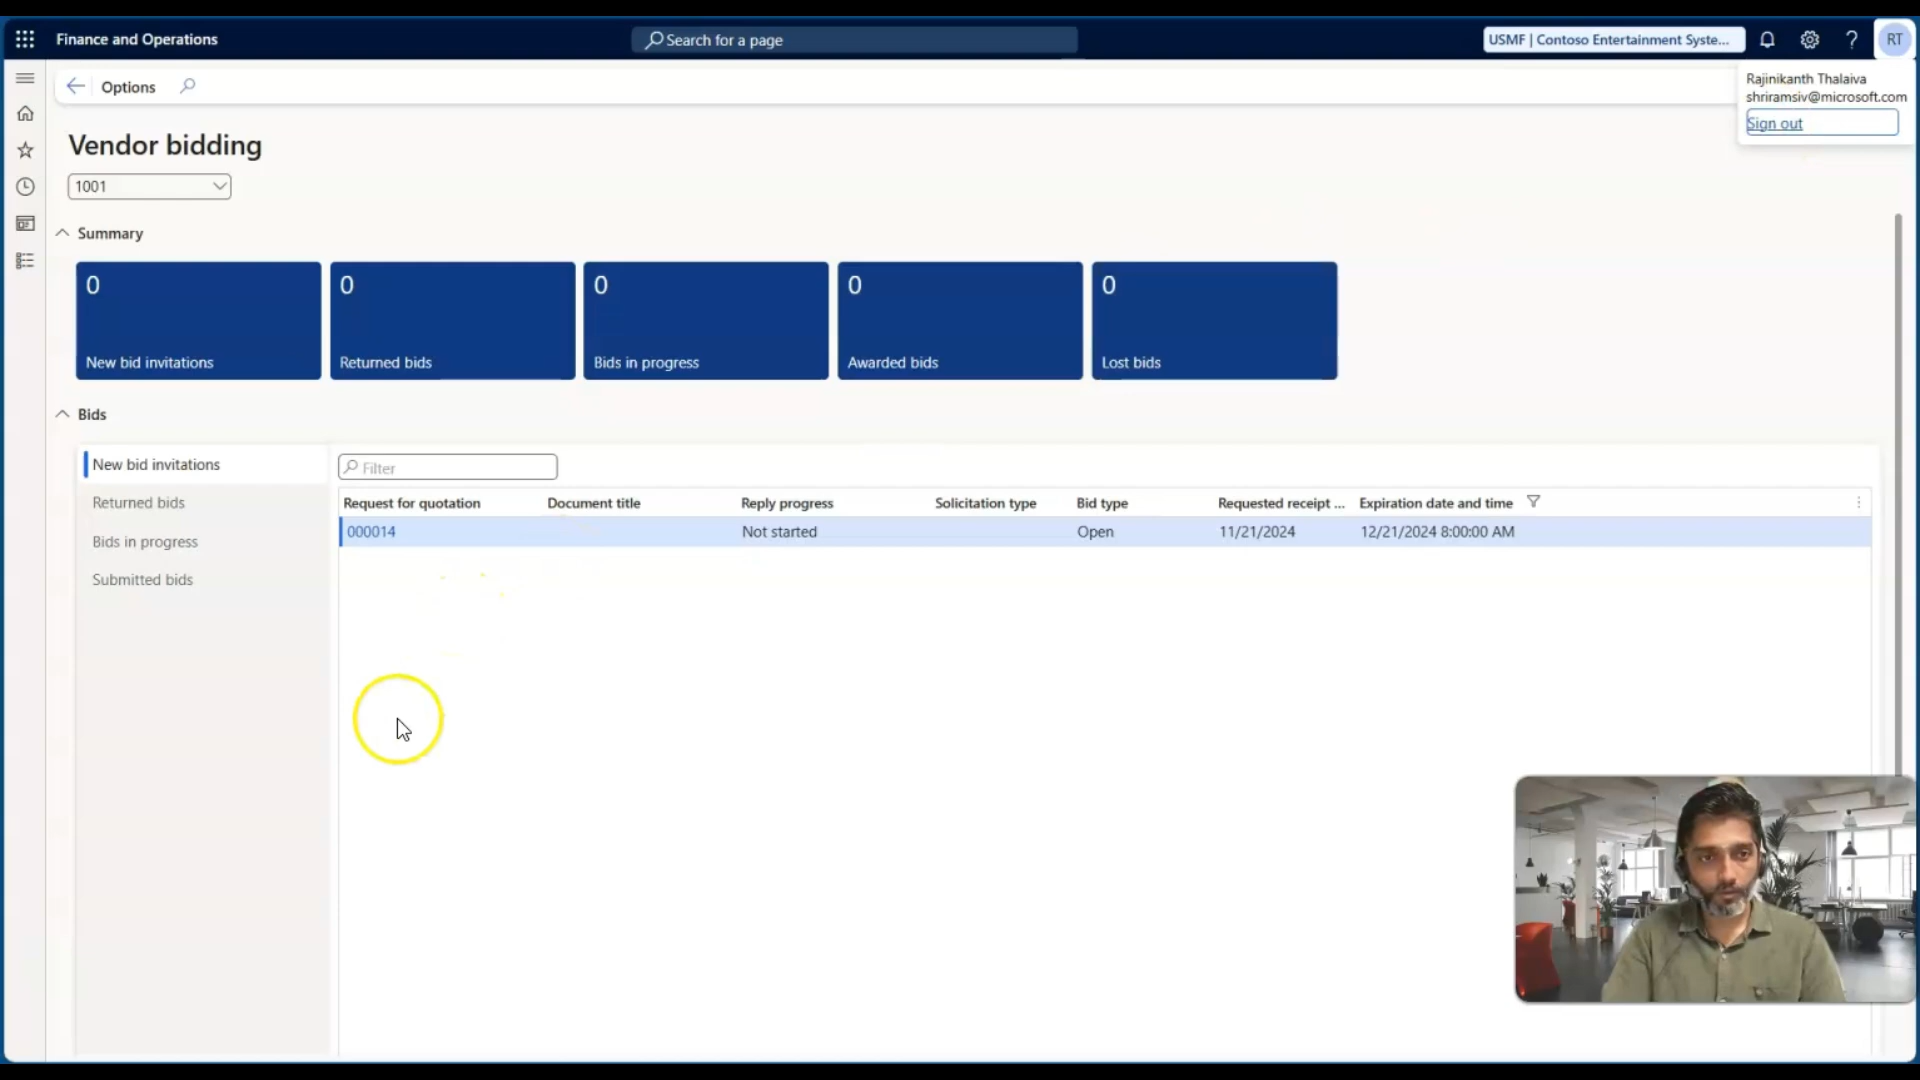 Finance and Operations
Search for a page
USMF | Contoso Entertainment Syste...
?
RT
Options
Rajinikanth Thalaiva
shriramsiv@microsoft.com
Sign out
Vendor bidding
1001
Summary
0
New bid invitations
0
Returned bids
0
Bids in progress
0
Awarded bids
0
Lost bids
Bids
New bid invitations
Returned bids
Bids in progress
Submitted bids
Filter
Request for quotation Document title Reply progress Solicitation type Bid type Requested receipt ... Expiration date and time
000014 Not started Open 11/21/2024 12/21/2024 8:00:00 AM